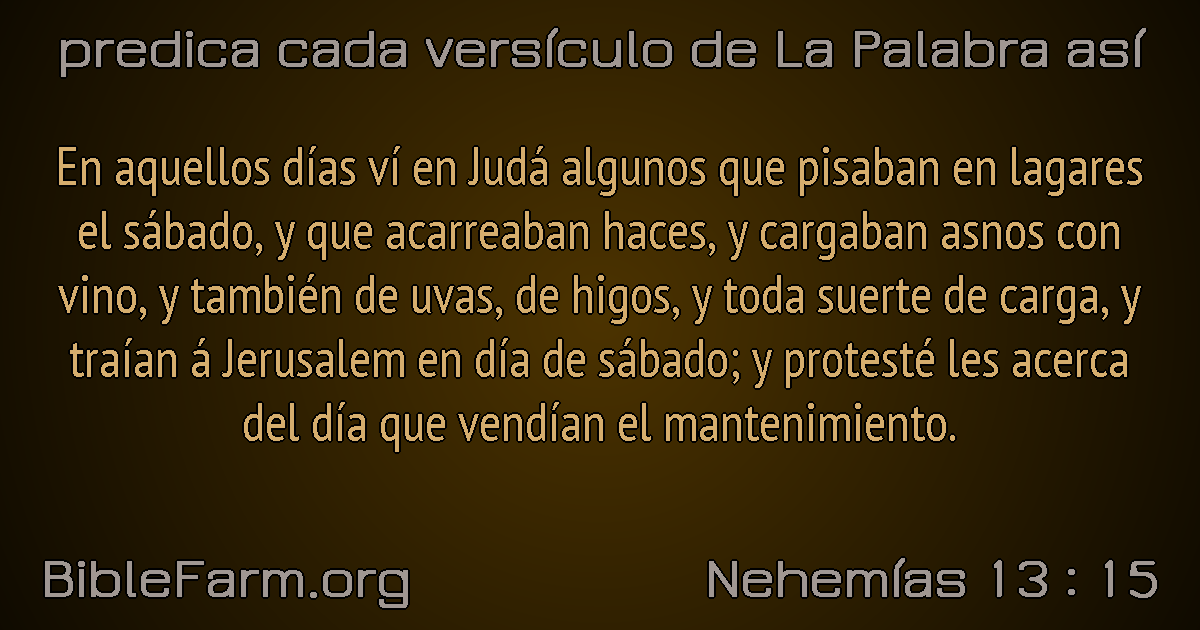 predica cada versículo de La Palabra así
En aquellos días ví en Judá algunos que pisaban en lagares
el sábado, y que acarreaban haces, y cargaban asnos con
vino, y también de uvas, de higos, y toda suerte de carga, y
traían á Jerusalem en día de sábado; y protesté les acerca
del día que vendían el mantenimiento.
BibleFarm.org
Nehemías 13 : 15